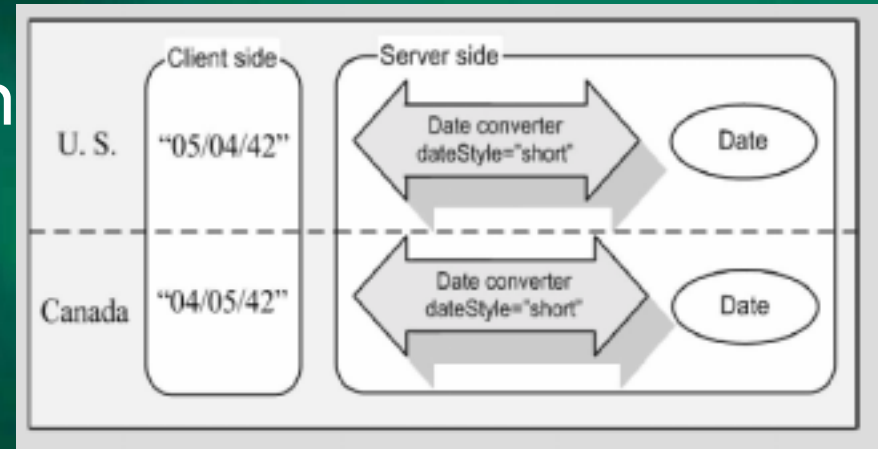 n
Client side
Server side
U. S.
“05/04/42”
Date converter
dateStyle="short"
Date
Canada
“04/05/42”
Date converter
dateStyle="short"
Date